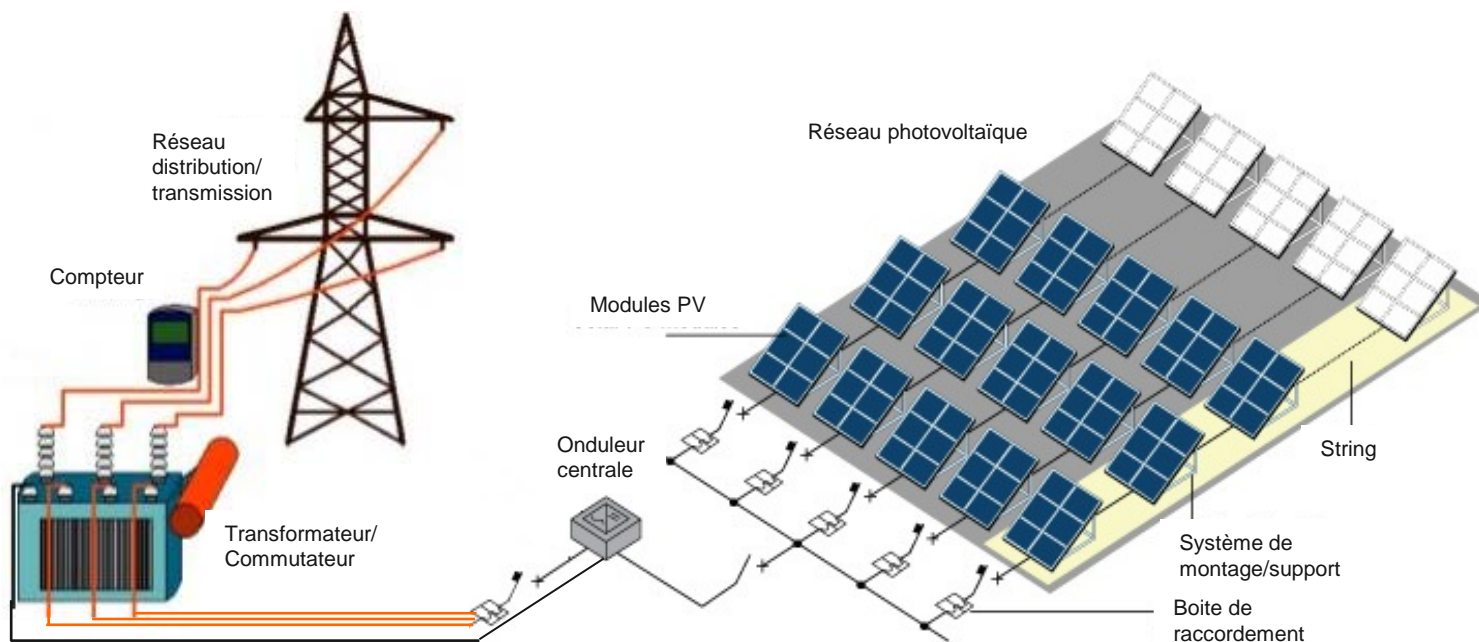 Réseau
distribution/
transmission
Compteur
Réseau photovoltaïque
Modules PV
Onduleur
centrale
String
Transformateur/
Commutateur
Système de
montage/support
Boite de
raccordement